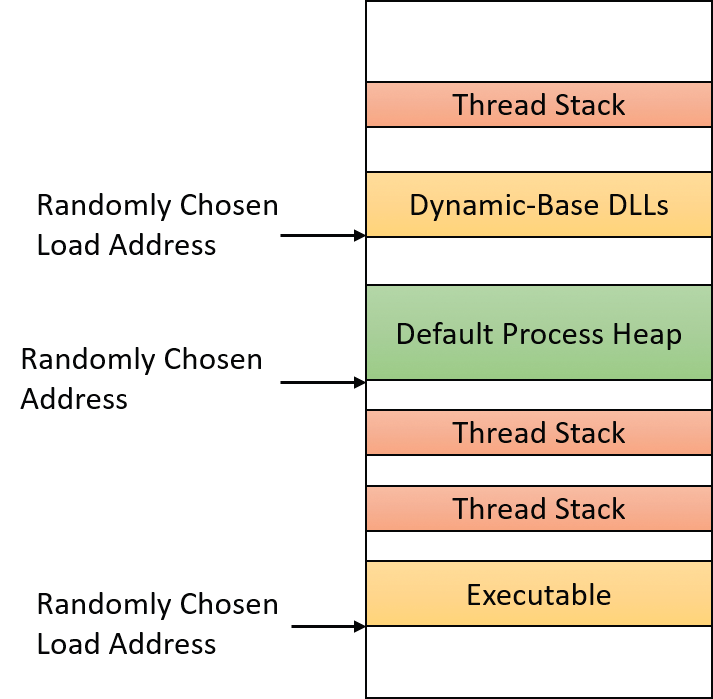 Thread Stack
Randomly Chosen
Load Address
Dynamic-Base DLLs
Default Process Heap
Randomly Chosen
Address
Thread Stack
Thread Stack
Executable
Randomly Chosen
Load Address